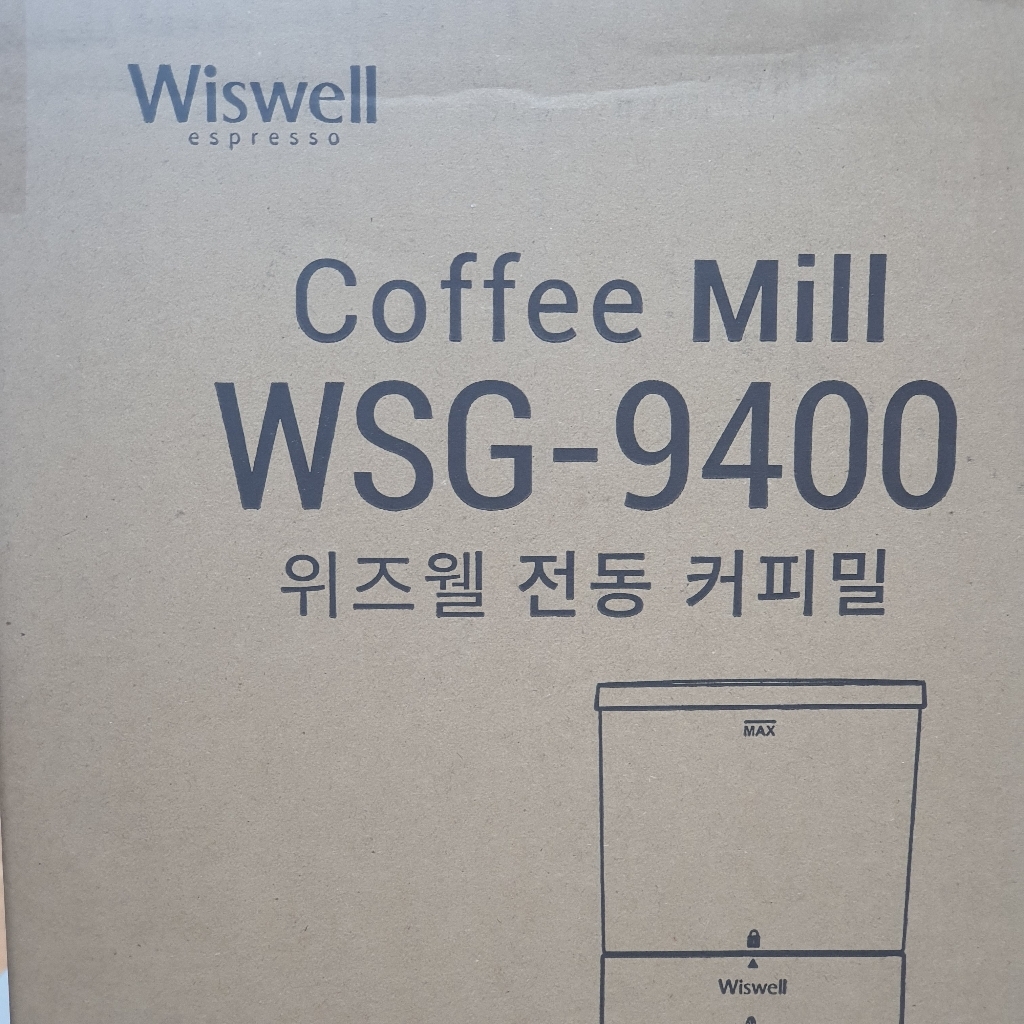 Wiswell
espresso
Coffee Mill
WSG-9400
위즈웰 전동 커피밀
MAX
Wiswell